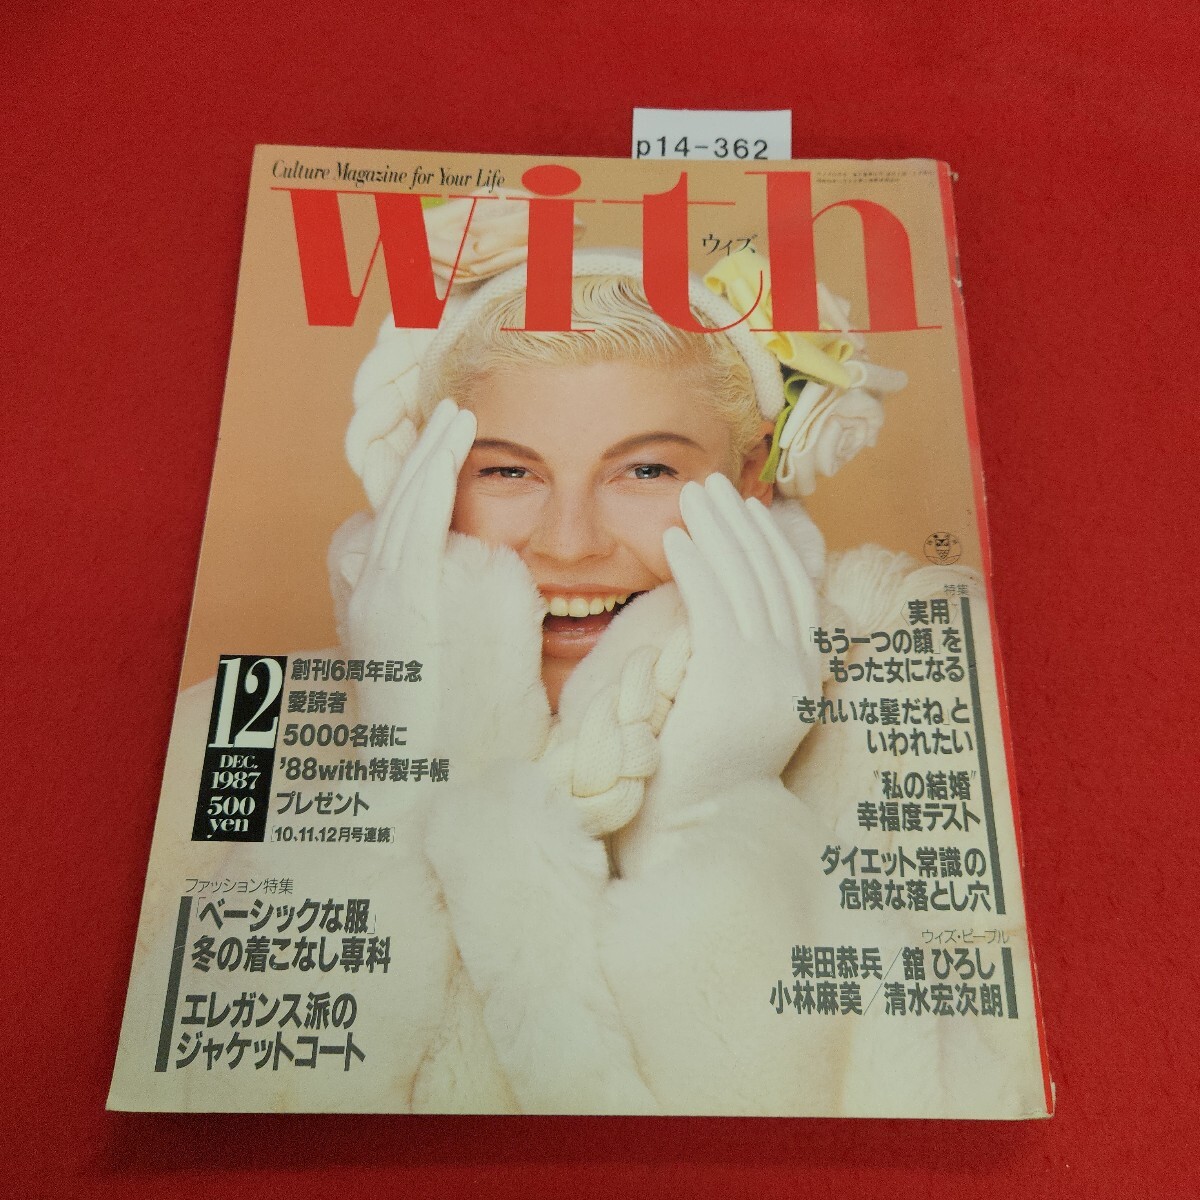 p14-362
Culture Magazine for Your Life
with
ウィズ
12
DEC.
1987
500
yen
創刊6周年記念
愛読者
5000名様に
'88with特製手帳
プレゼント
[10、11、12月号連続]
ファッション特集
「ベーシックな服」
冬の着こなし専科
エレガンス派の
ジャケットコート
特集
実用
「もう一つの顔」を
もった女になる
「きれいな髪だね」と
いわれたい
"私の結婚"
幸福度テスト
ダイエット常識の
危険な落とし穴
ウィズ・ピープル
柴田恭兵/舘 ひろし
小林麻美/清水宏次朗